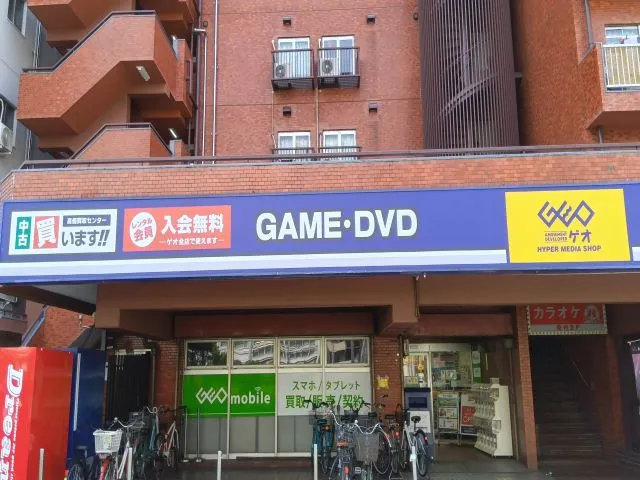 中古
高価買取センター
買います!!
レンタル会員
入会無料
―ゲオ全店で使えます―
GAME・DVD
GEO
AMUSEMENT
DEVELOPER
ゲオ
HYPER MEDIA SHOP
カラオケ
GEO mobile
スマホ/タブレット
買取/販売/契約
Drea